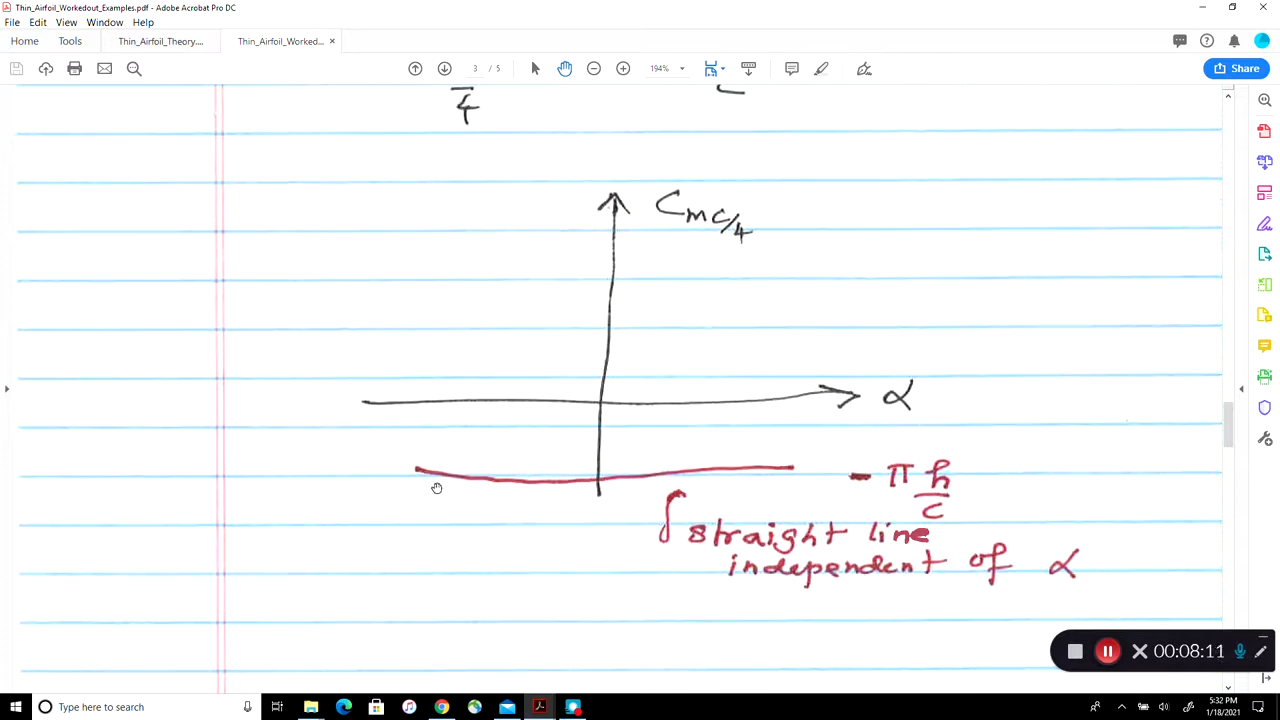 Thin_Airfoil_Workedout_Examples.pdf - Adobe Acrobat Pro DC
File Edit View Window Help
Home Tools Thin_Airfoil_Theory.... Thin_Airfoil_Worked... ×
3 / 5 194% Share
4
c
Cmc/4
α
- π h/c
straight line
independent of α
00:08:11
Type here to search
5:32 PM
1/18/2021